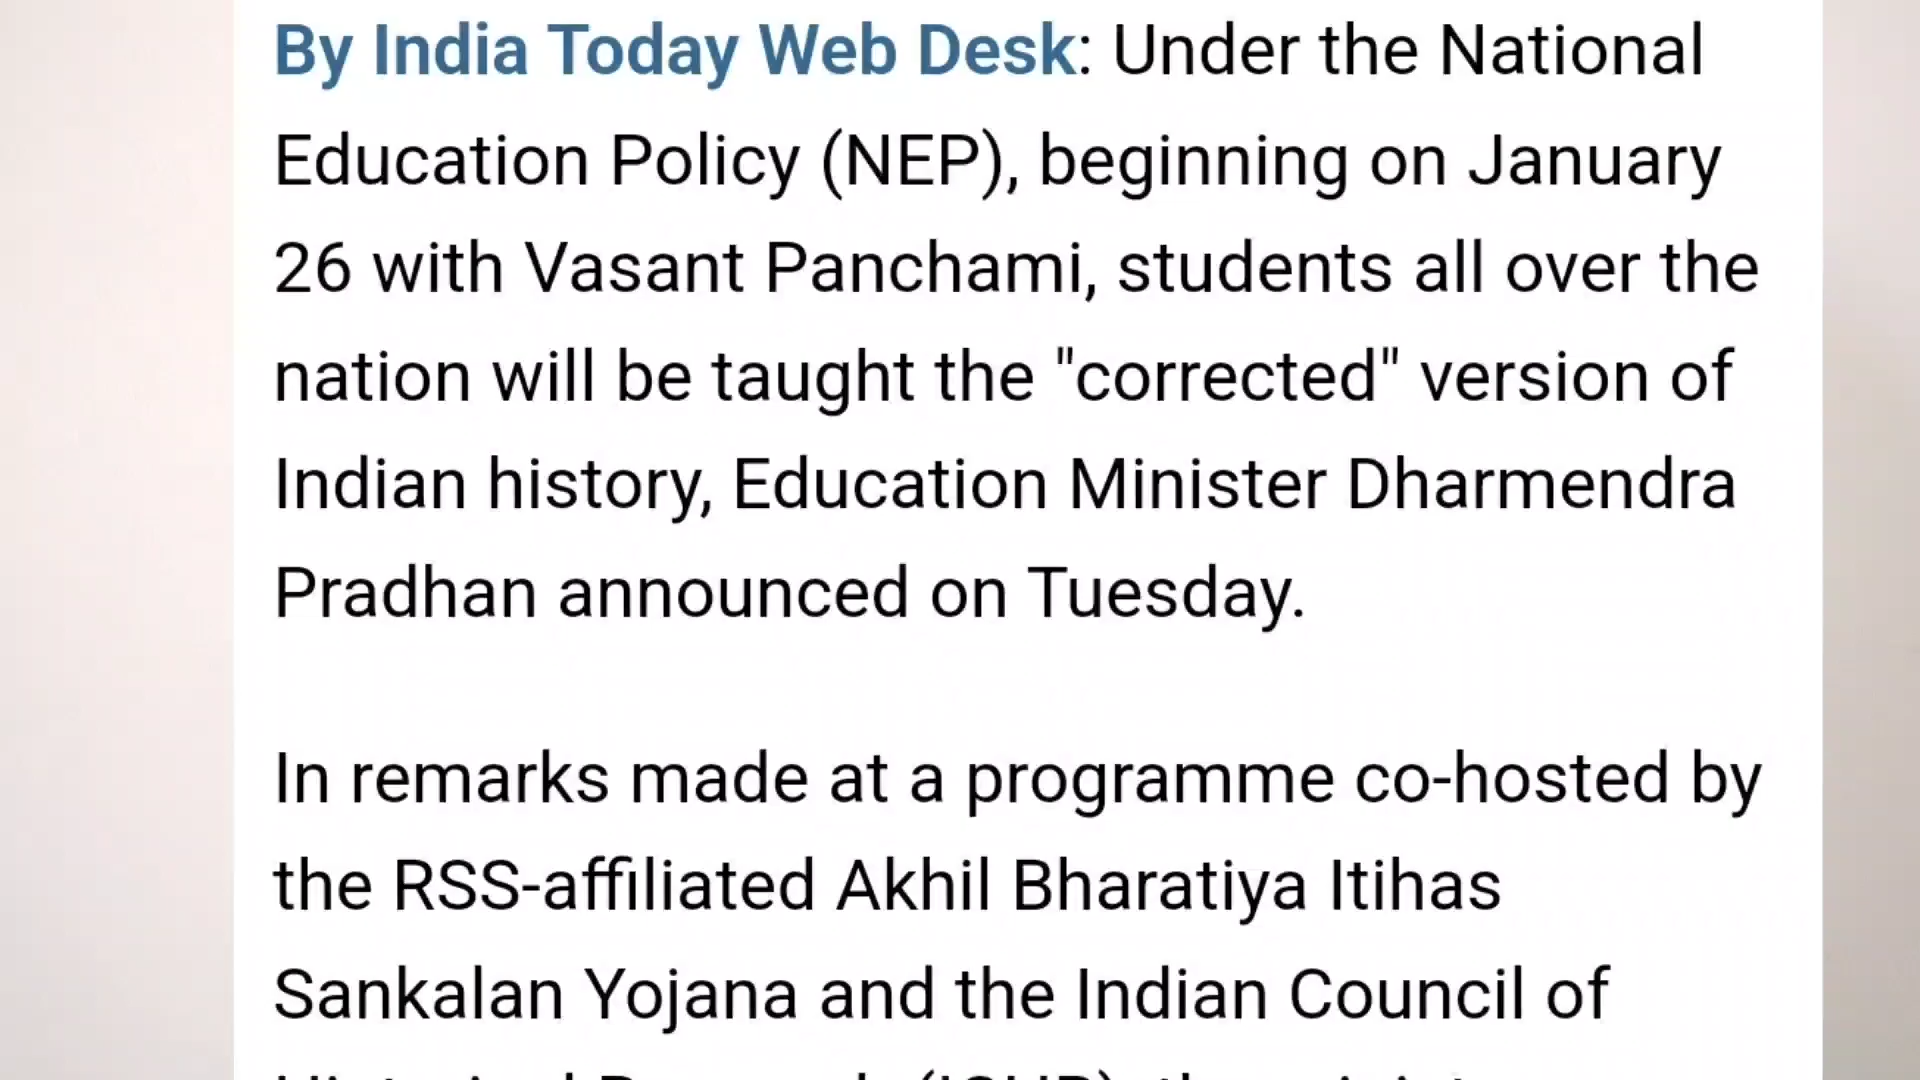 By India Today Web Desk: Under the National
Education Policy (NEP), beginning on January
26 with Vasant Panchami, students all over the
nation will be taught the "corrected" version of
Indian history, Education Minister Dharmendra
Pradhan announced on Tuesday.
In remarks made at a programme co-hosted by
the RSS-affiliated Akhil Bharatiya Itihas
Sankalan Yojana and the Indian Council of